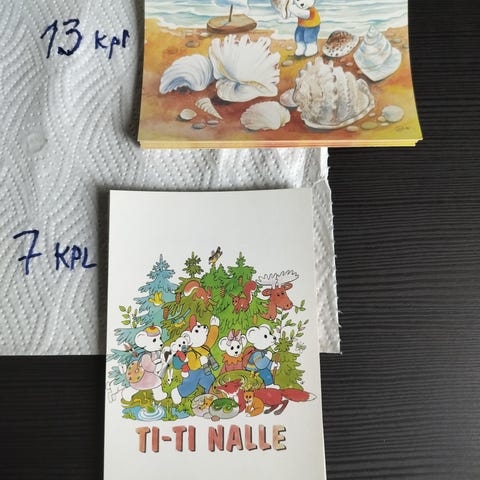 13 kpl
7 KPL
TI-TI NALLE